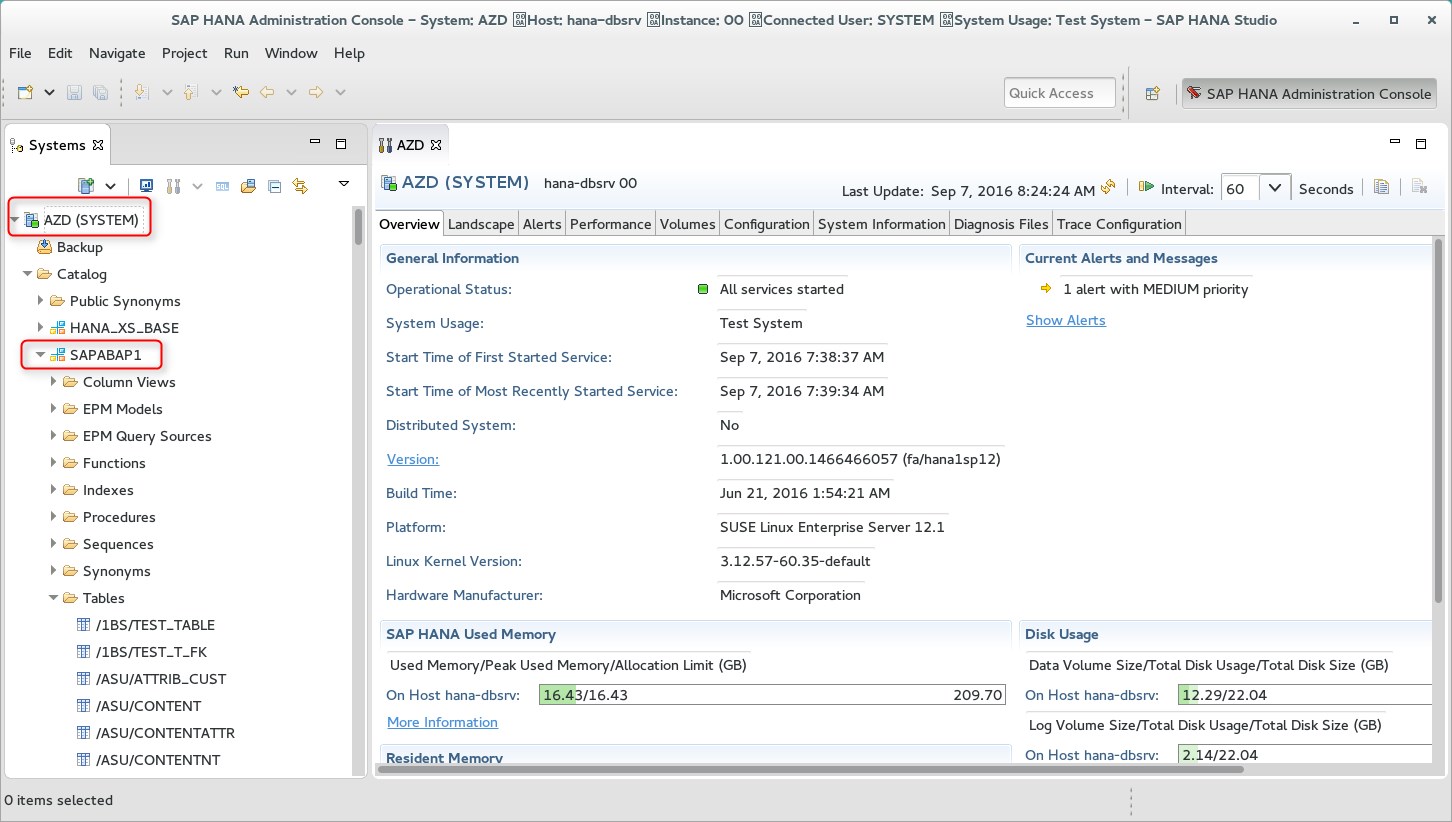 SAP HANA Administration Console – System: AZD Host: hana-dbsrv Instance: 00 Connected User: SYSTEM System Usage: Test System – SAP HANA Studio
File Edit Navigate Project Run Window Help
Quick Access
SAP HANA Administration Console
Systems
AZD (SYSTEM)
Backup
Catalog
Public Synonyms
HANA_XS_BASE
SAPABAP1
Column Views
EPM Models
EPM Query Sources
Functions
Indexes
Procedures
Sequences
Synonyms
Tables
/1BS/TEST_TABLE
/1BS/TEST_T_FK
/ASU/ATTRIB_CUST
/ASU/CONTENT
/ASU/CONTENTATTR
/ASU/CONTENTNT
AZD
AZD (SYSTEM) hana-dbsrv 00
Last Update: Sep 7, 2016 8:24:24 AM Interval: 60 Seconds
Overview Landscape Alerts Performance Volumes Configuration System Information Diagnosis Files Trace Configuration
General Information
Operational Status: All services started
System Usage: Test System
Start Time of First Started Service: Sep 7, 2016 7:38:37 AM
Start Time of Most Recently Started Service: Sep 7, 2016 7:39:34 AM
Distributed System: No
Version: 1.00.121.00.1466466057 (fa/hana1sp12)
Build Time: Jun 21, 2016 1:54:21 AM
Platform: SUSE Linux Enterprise Server 12.1
Linux Kernel Version: 3.12.57-60.35-default
Hardware Manufacturer: Microsoft Corporation
Current Alerts and Messages
1 alert with MEDIUM priority
Show Alerts
SAP HANA Used Memory
Used Memory/Peak Used Memory/Allocation Limit (GB)
On Host hana-dbsrv: 16.43/16.43 209.70
More Information
Resident Memory
Disk Usage
Data Volume Size/Total Disk Usage/Total Disk Size (GB)
On Host hana-dbsrv: 12.29/22.04
Log Volume Size/Total Disk Usage/Total Disk Size (GB)
On Host hana-dbsrv: 2.14/22.04
0 items selected